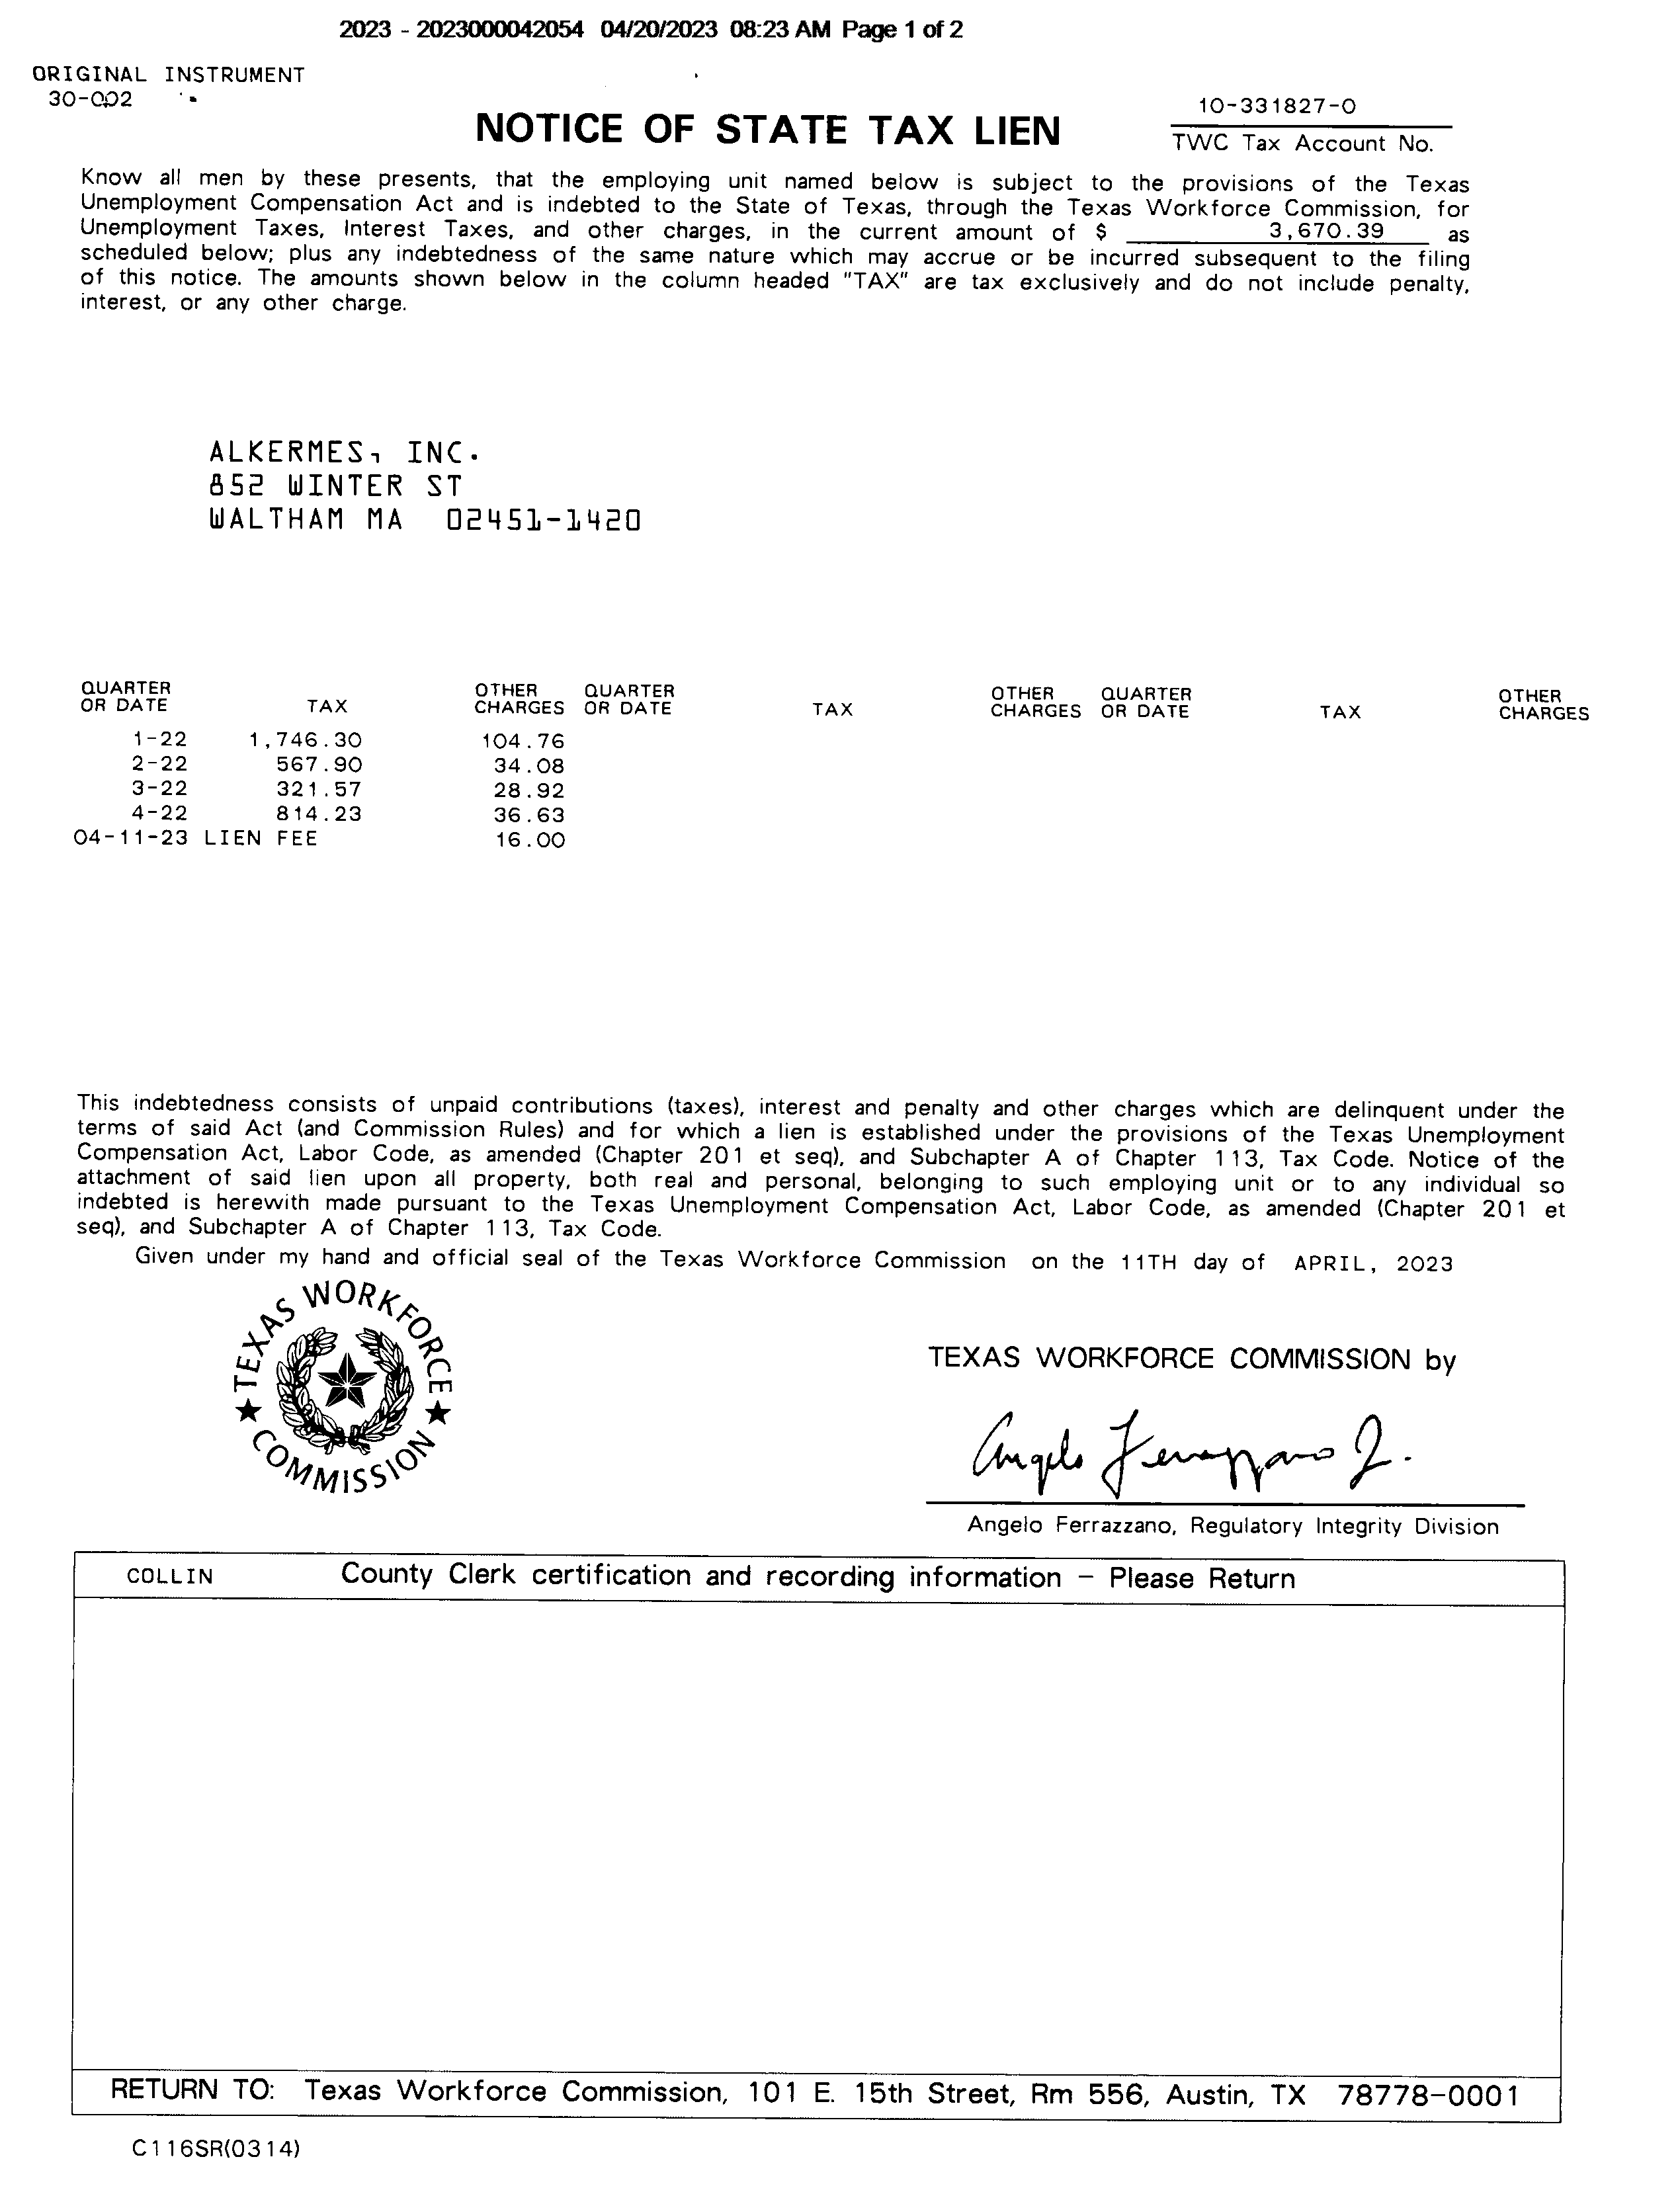 2023 - 2023000042054 04/20/2023 08:23 AM Page 1 of 2
ORIGINAL INSTRUMENT
30-002
10-331827-0
NOTICE OF STATE TAX LIEN
TWC Tax Account No.
Know all men by these presents, that the employing unit named below is subject to the provisions of the Texas
Unemployment Compensation Act and is indebted to the State of Texas, through the Texas Workforce Commission, for
Unemployment Taxes, Interest Taxes, and other charges, in the current amount of $ 3,670.39 as
scheduled below; plus any indebtedness of the same nature which may accrue or be incurred subsequent to the filing
of this notice. The amounts shown below in the column headed "TAX" are tax exclusively and do not include penalty,
interest, or any other charge.
ALKERMES, INC.
852 WINTER ST
WALTHAM MA 02451-1420
QUARTER OTHER QUARTER OTHER QUARTER OTHER
OR DATE TAX CHARGES OR DATE TAX CHARGES OR DATE TAX CHARGES
1-22 1,746.30 104.76
2-22 567.90 34.08
3-22 321.57 28.92
4-22 814.23 36.63
04-11-23 LIEN FEE 16.00
This indebtedness consists of unpaid contributions (taxes), interest and penalty and other charges which are delinquent under the
terms of said Act (and Commission Rules) and for which a lien is established under the provisions of the Texas Unemployment
Compensation Act, Labor Code, as amended (Chapter 201 et seq), and Subchapter A of Chapter 113, Tax Code. Notice of the
attachment of said lien upon all property, both real and personal, belonging to such employing unit or to any individual so
indebted is herewith made pursuant to the Texas Unemployment Compensation Act, Labor Code, as amended (Chapter 201 et
seq), and Subchapter A of Chapter 113, Tax Code.
Given under my hand and official seal of the Texas Workforce Commission on the 11TH day of APRIL, 2023
TEXAS WORKFORCE
COMMISSION
TEXAS WORKFORCE COMMISSION by
Angelo Ferrazzano Jr.
Angelo Ferrazzano, Regulatory Integrity Division
COLLIN County Clerk certification and recording information - Please Return
RETURN TO: Texas Workforce Commission, 101 E. 15th Street, Rm 556, Austin, TX 78778-0001
C116SR(0314)